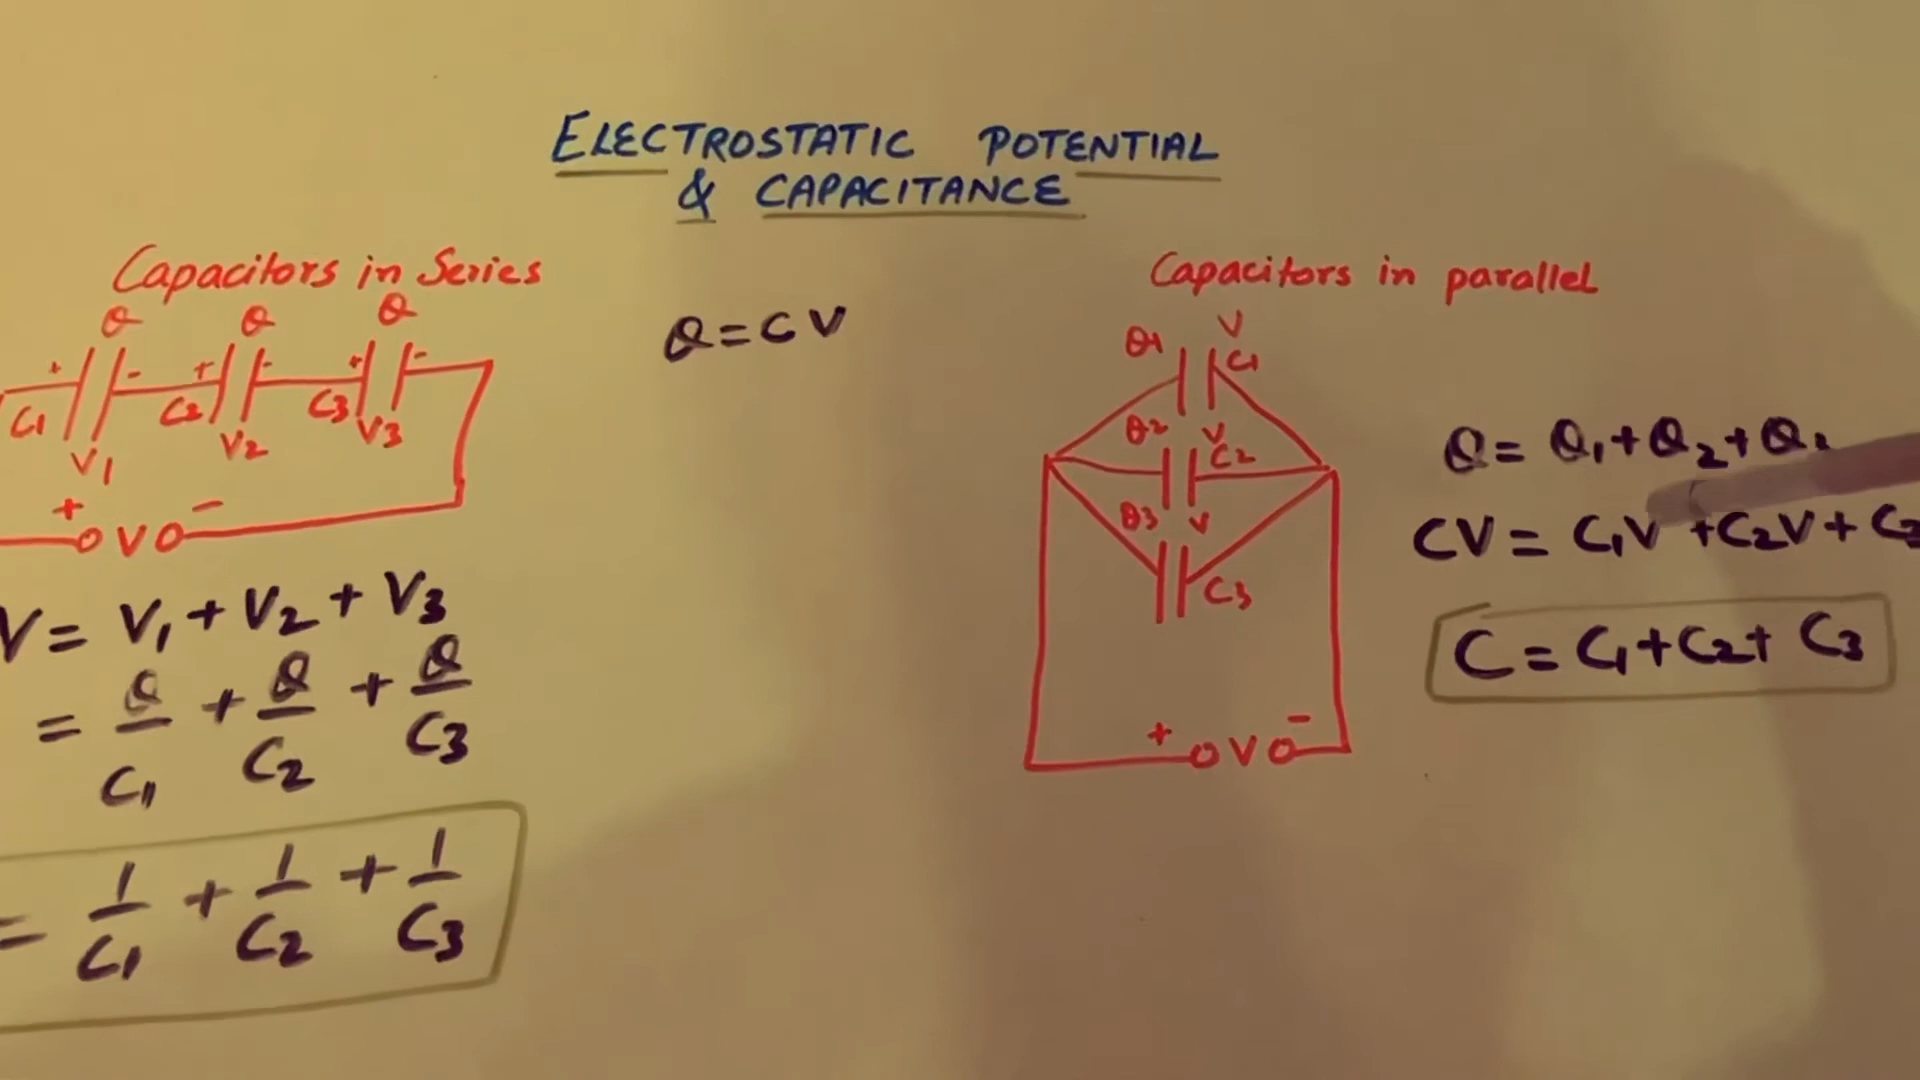 ELECTROSTATIC POTENTIAL
& CAPACITANCE
Capacitors in Series
Q Q Q
+ - + - + -
C1 C2 C3
V1 V2 V3
+ V -
V = V1 + V2 + V3
= Q/C1 + Q/C2 + Q/C3
= 1/C1 + 1/C2 + 1/C3
Q = CV
Capacitors in parallel
Q1 V C1
Q2 V C2
Q3 V C3
+ V -
Q = Q1 + Q2 + Q
CV = C1V + C2V + C
C = C1 + C2 + C3